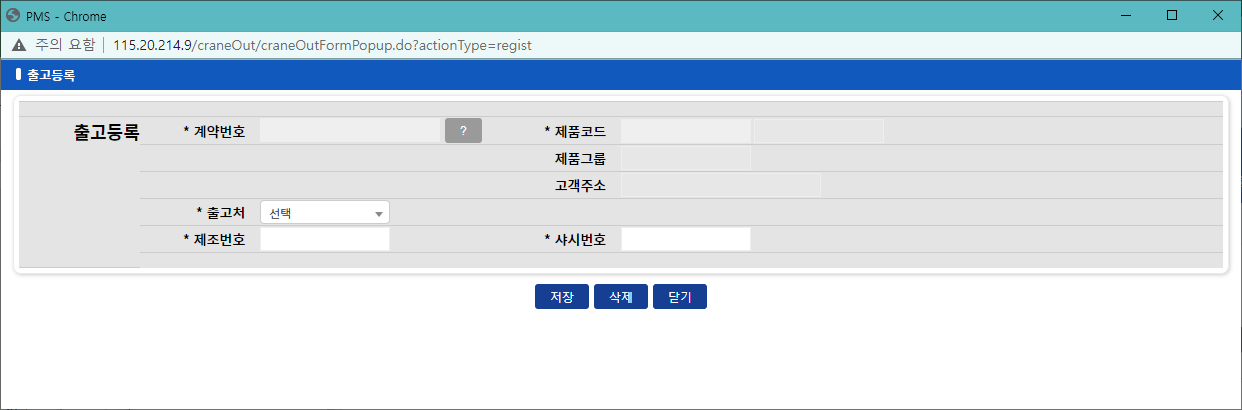 PMS - Chrome
주의 요함 115.20.214.9/craneOut/craneOutFormPopup.do?actionType=regist
출고등록
출고등록 * 계약번호 ? * 제품코드
제품그룹
고객주소
* 출고처 선택
* 제조번호 * 샤시번호
저장 삭제 닫기